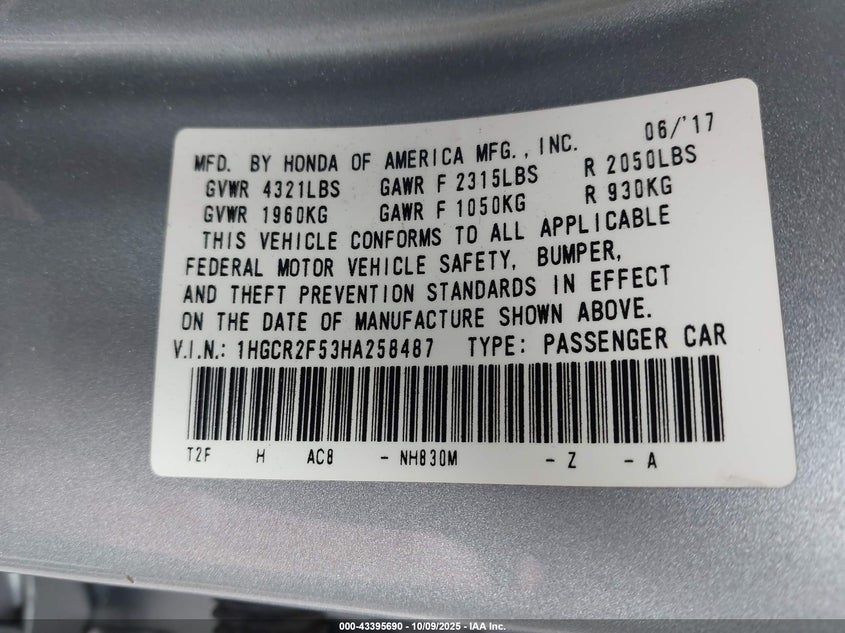 06/'17
MFD. BY HONDA OF AMERICA MFG., INC.
GVWR 4321LBS GAWR F 2315LBS R 2050LBS
GVWR 1960KG GAWR F 1050KG R 930KG
THIS VEHICLE CONFORMS TO ALL APPLICABLE
FEDERAL MOTOR VEHICLE SAFETY, BUMPER,
AND THEFT PREVENTION STANDARDS IN EFFECT
ON THE DATE OF MANUFACTURE SHOWN ABOVE.
V.I.N.: 1HGCR2F53HA258487 TYPE: PASSENGER CAR
T2F H AC8 - NH830M - Z - A
000-43395690 - 10/09/2025 - IAA Inc.